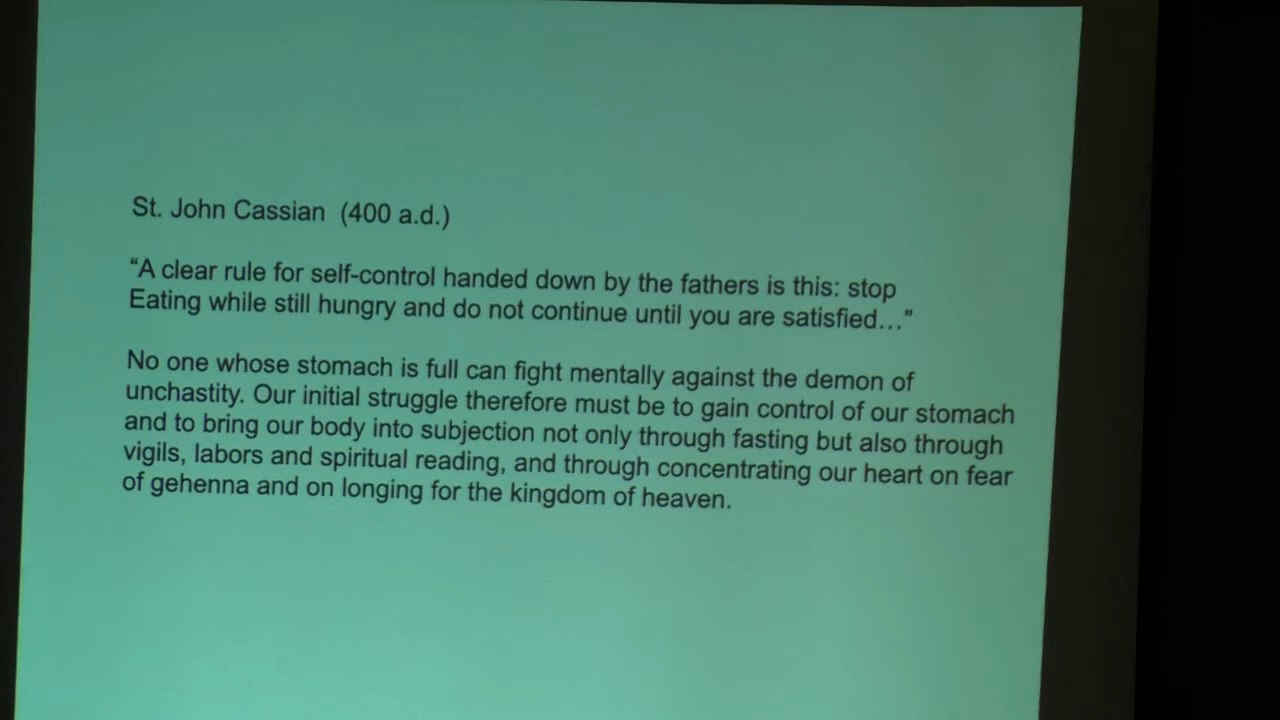 St. John Cassian (400 a.d.)
“A clear rule for self-control handed down by the fathers is this: stop
Eating while still hungry and do not continue until you are satisfied…”
No one whose stomach is full can fight mentally against the demon of
unchastity. Our initial struggle therefore must be to gain control of our stomach
and to bring our body into subjection not only through fasting but also through
vigils, labors and spiritual reading, and through concentrating our heart on fear
of gehenna and on longing for the kingdom of heaven.